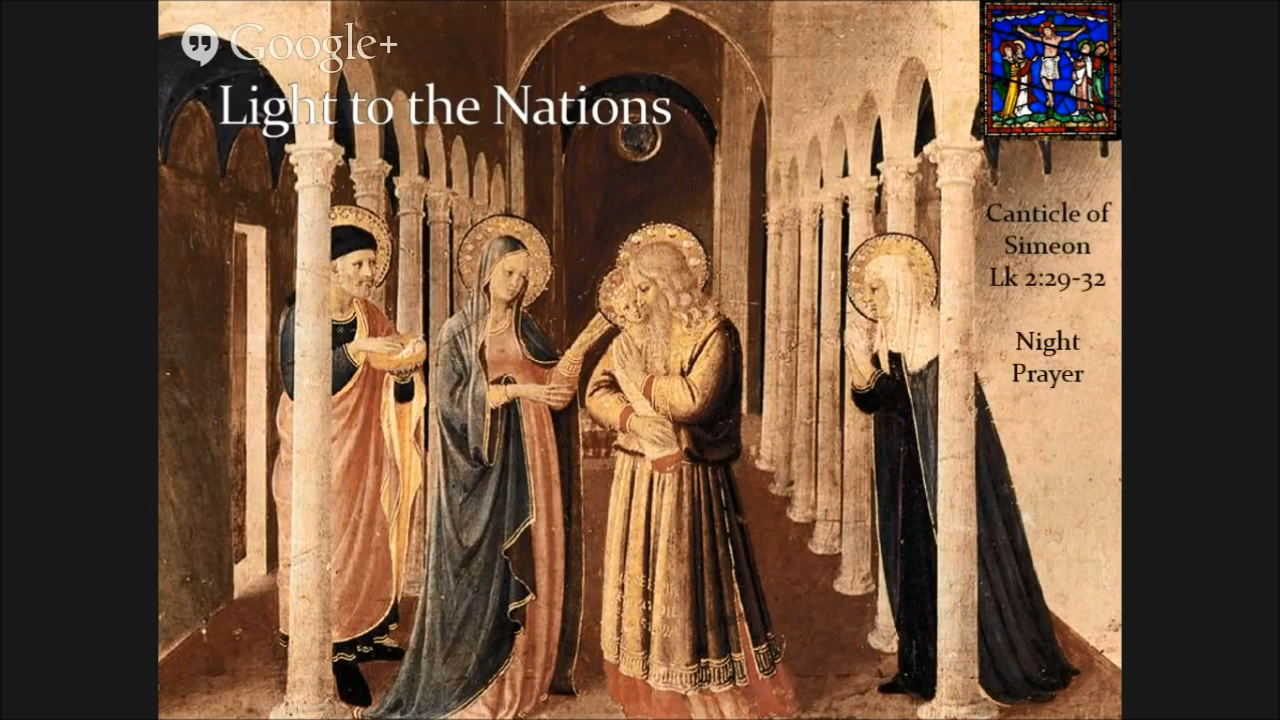 Google+
Light to the Nations
Canticle of
Simeon
Lk 2:29-32
Night
Prayer